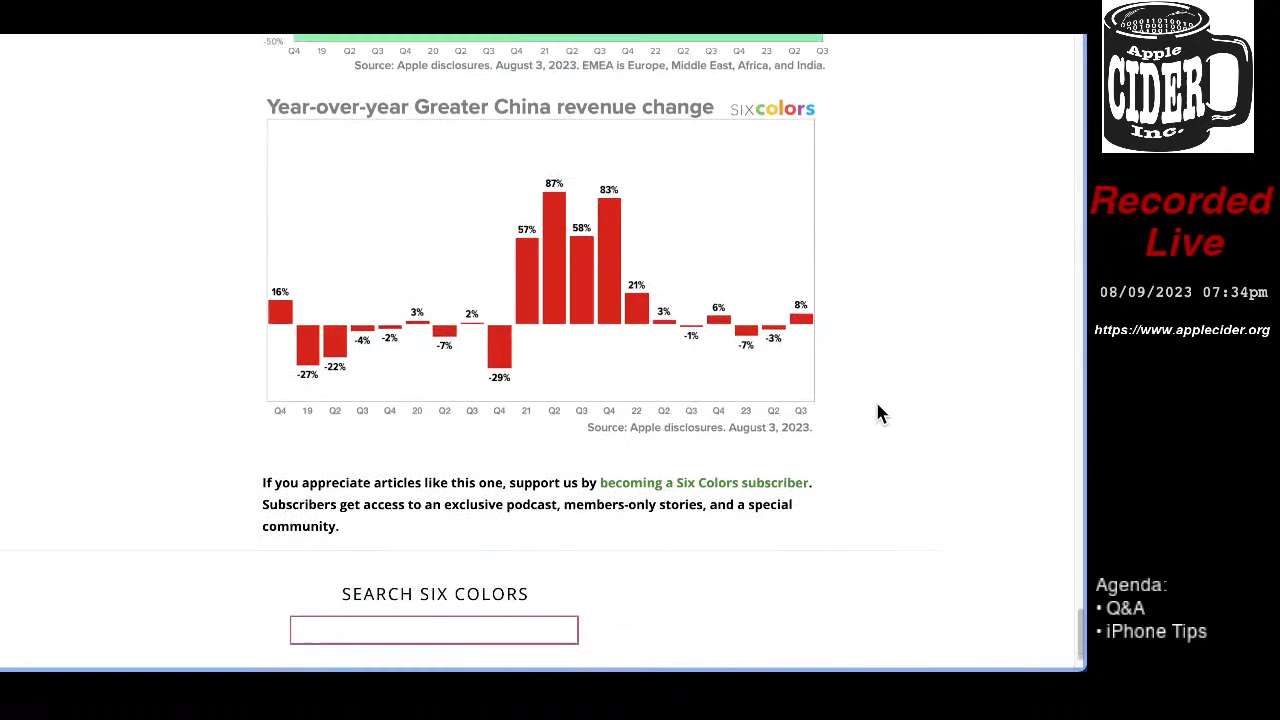 -50%
Q4 19 Q2 Q3 Q4 20 Q2 Q3 Q4 21 Q2 Q3 Q4 22 Q2 Q3 Q4 23 Q2 Q3
Source: Apple disclosures. August 3, 2023. EMEA is Europe, Middle East, Africa, and India.
Year-over-year Greater China revenue change
SIXcolors
16% -27% -22% -4% -2% 3% -7% 2% -29% 57% 87% 58% 83% 21% 3% -1% 6% -7% -3% 8%
Q4 19 Q2 Q3 Q4 20 Q2 Q3 Q4 21 Q2 Q3 Q4 22 Q2 Q3 Q4 23 Q2 Q3
Source: Apple disclosures. August 3, 2023.
If you appreciate articles like this one, support us by becoming a Six Colors subscriber.
Subscribers get access to an exclusive podcast, members-only stories, and a special
community.
SEARCH SIX COLORS
Apple
CIDER
Inc.
Recorded
Live
08/09/2023 07:34pm
https://www.applecider.org
Agenda:
• Q&A
• iPhone Tips